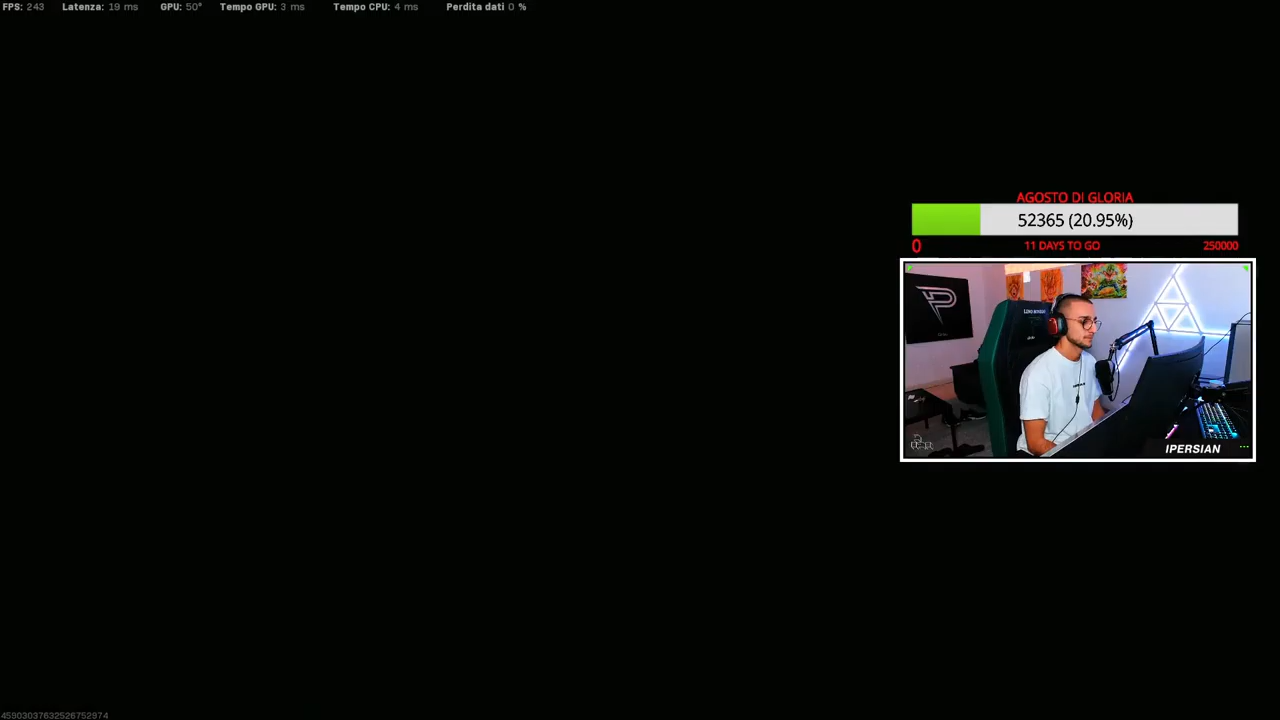 FPS: 243 Latenza: 19 ms GPU: 50° Tempo GPU: 3 ms Tempo CPU: 4 ms Perdita dati 0 %
AGOSTO DI GLORIA
52365 (20.95%)
0 11 DAYS TO GO 250000
IPERSIAN
45903037632526752974